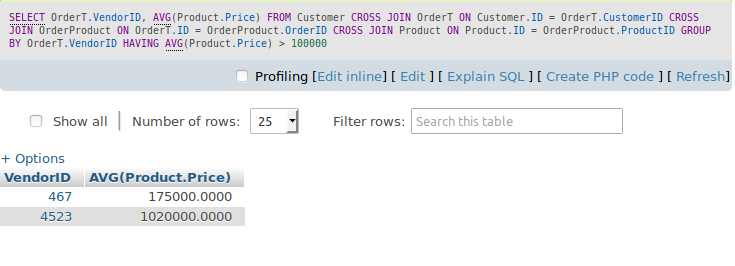 SELECT OrderT.VendorID, AVG(Product.Price) FROM Customer CROSS JOIN OrderT ON Customer.ID = OrderT.CustomerID CROSS
JOIN OrderProduct ON OrderT.ID = OrderProduct.OrderID CROSS JOIN Product ON Product.ID = OrderProduct.ProductID GROUP
BY OrderT.VendorID HAVING AVG(Product.Price) > 100000
Profiling [Edit inline] [ Edit ] [ Explain SQL ] [ Create PHP code ] [ Refresh]
Show all | Number of rows: 25 Filter rows: Search this table
+ Options
VendorID AVG(Product.Price)
467 175000.0000
4523 1020000.0000